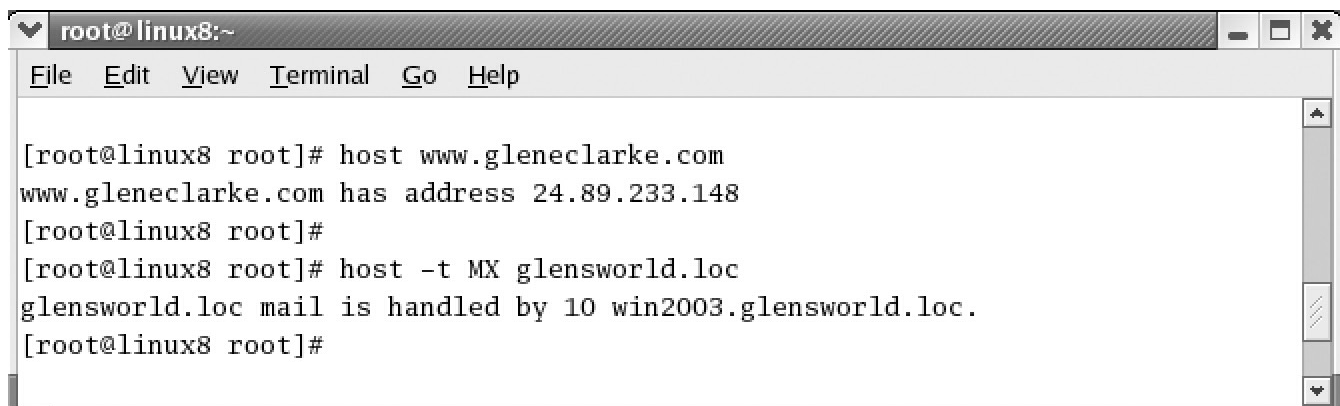 root@linux8:~
File Edit View Terminal Go Help
[root@linux8 root]# host www.gleneclarke.com
www.gleneclarke.com has address 24.89.233.148
[root@linux8 root]#
[root@linux8 root]# host –t MX glensworld.loc
glensworld.loc mail is handled by 10 win2003.glensworld.loc.
[root@linux8 root]#